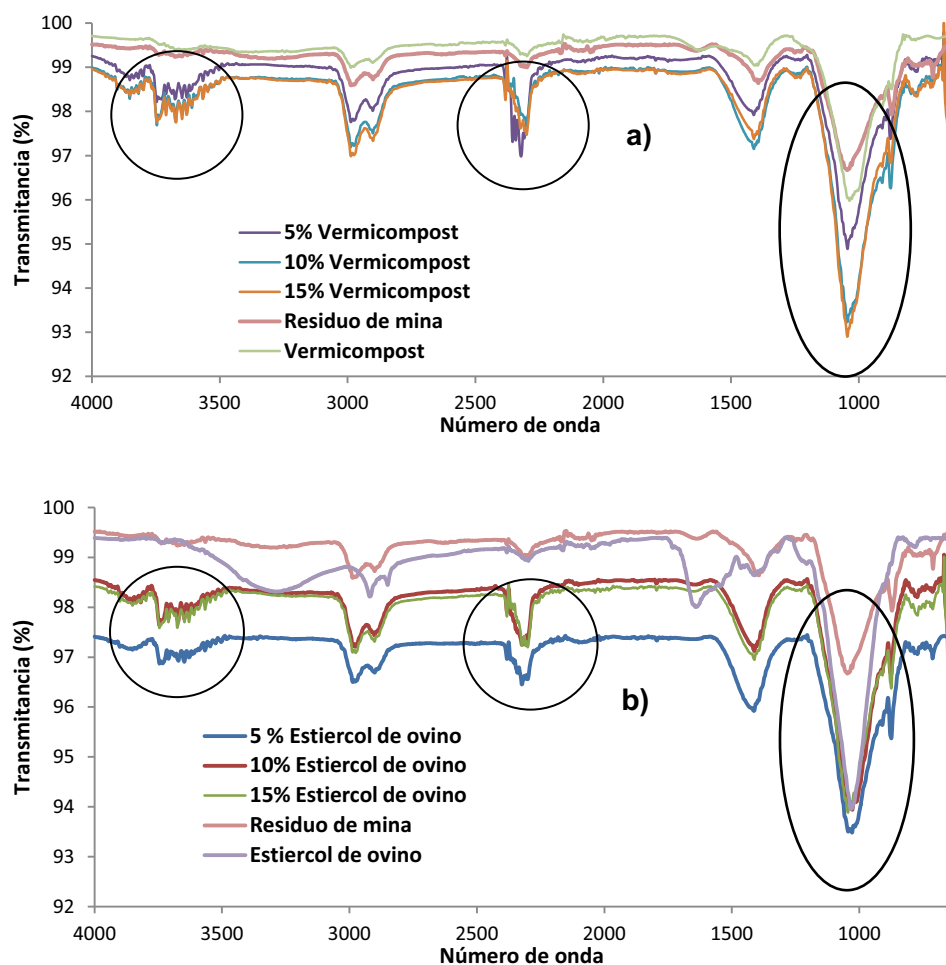 100
99
98
97
96
95
94
93
92
Transmitancia (%)
a)
5% Vermicompost
10% Vermicompost
15% Vermicompost
Residuo de mina
Vermicompost
4000 3500 3000 2500 2000 1500 1000
Número de onda
100
99
98
97
96
95
94
93
92
Transmitancia (%)
b)
5 % Estiercol de ovino
10% Estiercol de ovino
15% Estiercol de ovino
Residuo de mina
Estiercol de ovino
4000 3500 3000 2500 2000 1500 1000
Número de onda